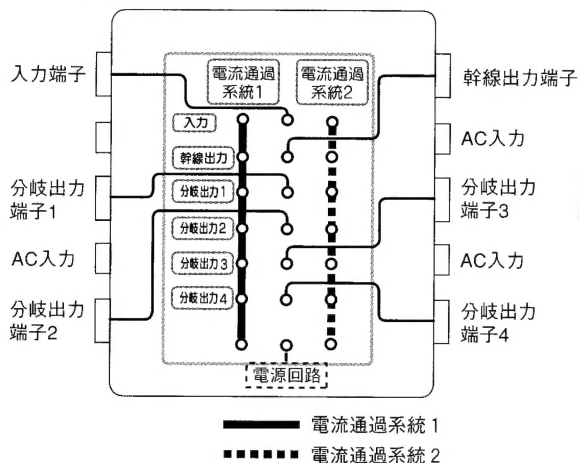 入力端子
電流通過
系統1
電流通過
系統2
幹線出力端子
入力
幹線出力
AC入力
分岐出力
端子1
分岐出力1
分岐出力
端子3
分岐出力2
AC入力
分岐出力3
AC入力
分岐出力
端子2
分岐出力4
分岐出力
端子4
電源回路
電流通過系統1
電流通過系統2